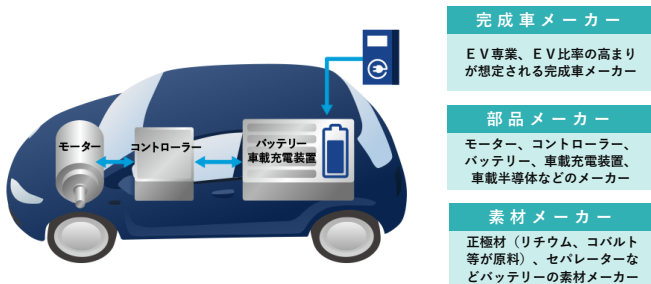 モーター
コントローラー
バッテリー
車載充電装置
完成車メーカー
ＥＶ専業、ＥＶ比率の高まり
が想定される完成車メーカー
部品メーカー
モーター、コントローラー、
バッテリー、車載充電装置、
車載半導体などのメーカー
素材メーカー
正極材（リチウム、コバルト
等が原料）、セパレーターな
どバッテリーの素材メーカー